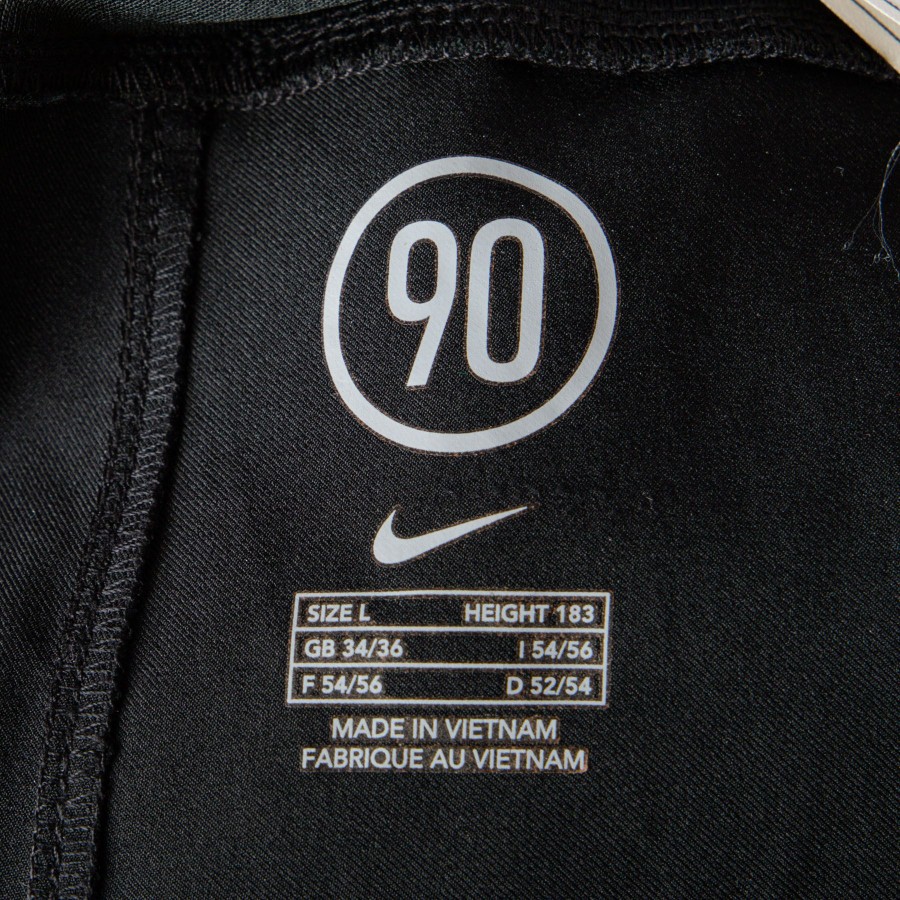 90
SIZE L HEIGHT 183
GB 34/36 I 54/56
F 54/56 D 52/54
MADE IN VIETNAM
FABRIQUE AU VIETNAM